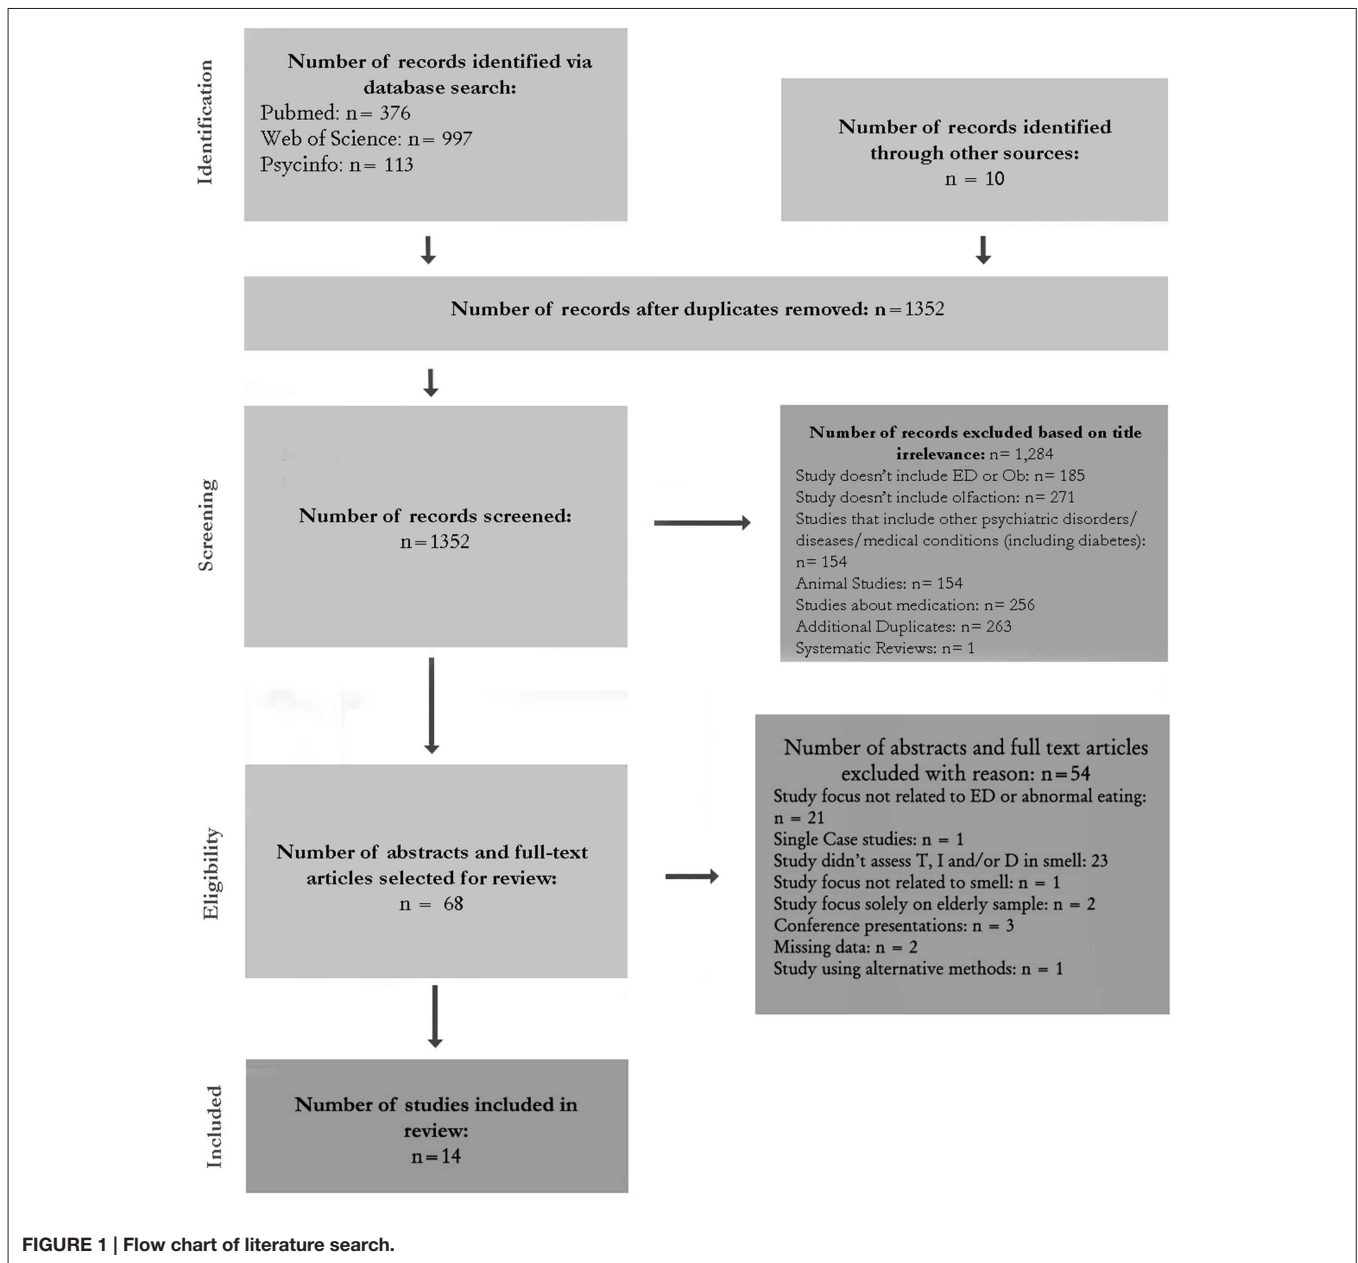 Identification
Number of records identified via
database search:
Pubmed: n= 376
Web of Science: n= 997
Psycinfo: n= 113
Number of records identified
through other sources:
n = 10
Number of records after duplicates removed: n=1352
Screening
Number of records screened:
n=1352
Number of records excluded based on title
irrelevance: n= 1,284
Study doesn't include ED or Ob: n= 185
Study doesn't include olfaction: n= 271
Studies that include other psychiatric disorders/
diseases/medical conditions (including diabetes):
n= 154
Animal Studies: n= 154
Studies about medication: n= 256
Additional Duplicates: n= 263
Systematic Reviews: n= 1
Eligibility
Number of abstracts and full-text
articles selected for review:
n = 68
Number of abstracts and full text articles
excluded with reason: n=54
Study focus not related to ED or abnormal eating:
n = 21
Single Case studies: n = 1
Study didn't assess T, I and/or D in smell: 23
Study focus not related to smell: n = 1
Study focus solely on elderly sample: n = 2
Conference presentations: n = 3
Missing data: n = 2
Study using alternative methods: n = 1
Included
Number of studies included in
review:
n=14
FIGURE 1 | Flow chart of literature search.